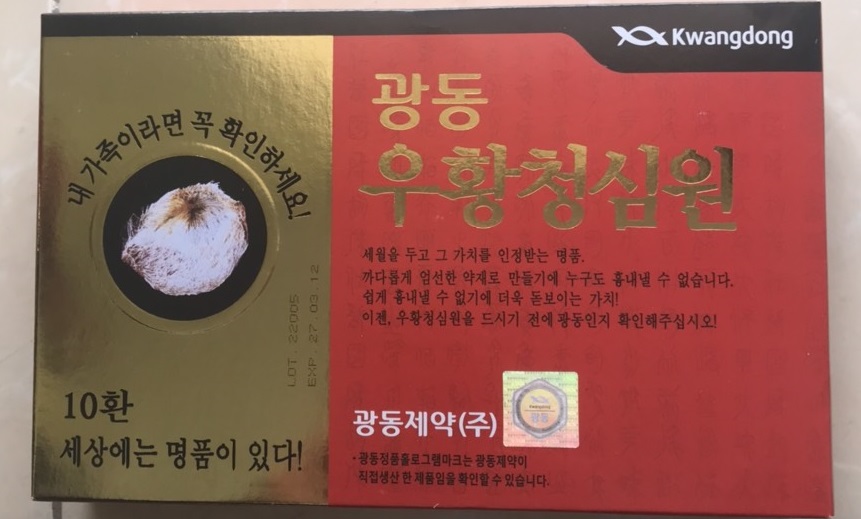 Kwangdong
내 가족이라면 꼭 확인하세요!
광동
우황청심원
세월을 두고 그 가치를 인정받는 명품.
까다롭게 엄선한 약재로 만들기에 누구도 흉내낼 수 없습니다.
쉽게 흉내낼 수 없기에 더욱 돋보이는 가치!
이젠, 우황청심원을 드시기 전에 광동인지 확인해주십시오!
LOT 22005
EXP. 27.03.12
10환
세상에는 명품이 있다!
광동제약(주)
Kwangdong
광동
·광동정품홀로그램마크는 광동제약이
직접생산 한 제품임을 확인할 수 있습니다.